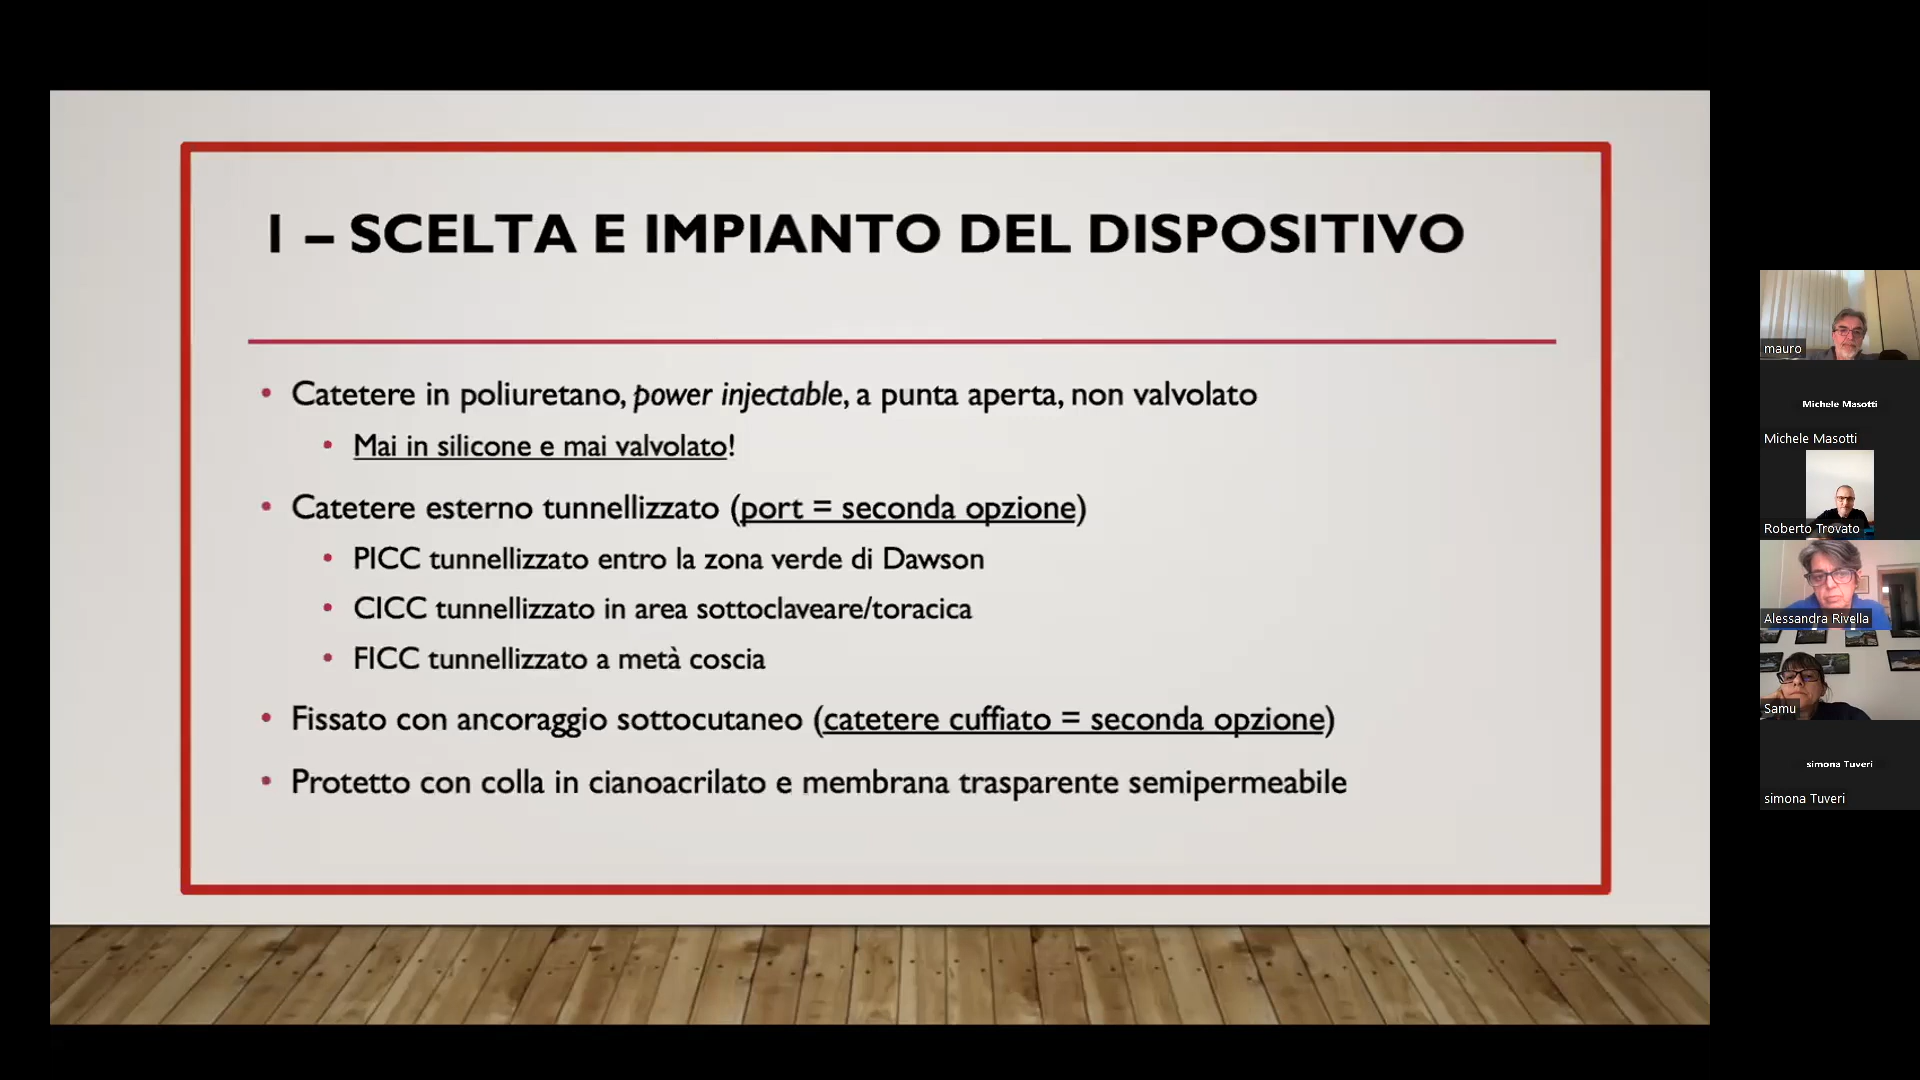 1 – SCELTA E IMPIANTO DEL DISPOSITIVO
• Catetere in poliuretano, power injectable, a punta aperta, non valvolato
• Mai in silicone e mai valvolato!
• Catetere esterno tunnellizzato (port = seconda opzione)
• PICC tunnellizzato entro la zona verde di Dawson
• CICC tunnellizzato in area sottoclaveare/toracica
• FICC tunnellizzato a metà coscia
• Fissato con ancoraggio sottocutaneo (catetere cuffiato = seconda opzione)
• Protetto con colla in cianoacrilato e membrana trasparente semipermeabile
mauro
Michele Masotti
Michele Masotti
Roberto Trovato
Alessandra Rivella
Samu
simona Tuveri
simona Tuveri